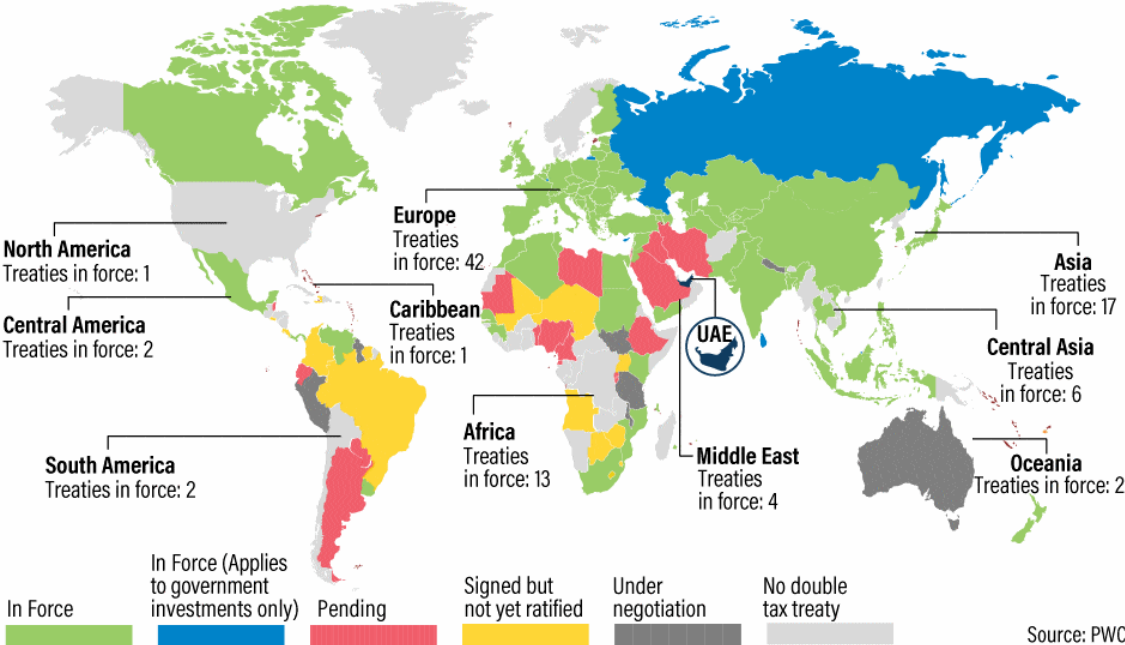 North America
Treaties in force: 1
Central America
Treaties in force: 2
South America
Treaties in force: 2
Europe
Treaties
in force: 42
Caribbean
Treaties
in force: 1
Africa
Treaties
in force: 13
UAE
Middle East
Treaties
in force: 4
Asia
Treaties
in force: 17
Central Asia
Treaties
in force: 6
Oceania
Treaties in force: 2
In Force
In Force (Applies
to government
investments only)
Pending
Signed but
not yet ratified
Under
negotiation
No double
tax treaty
Source: PWC